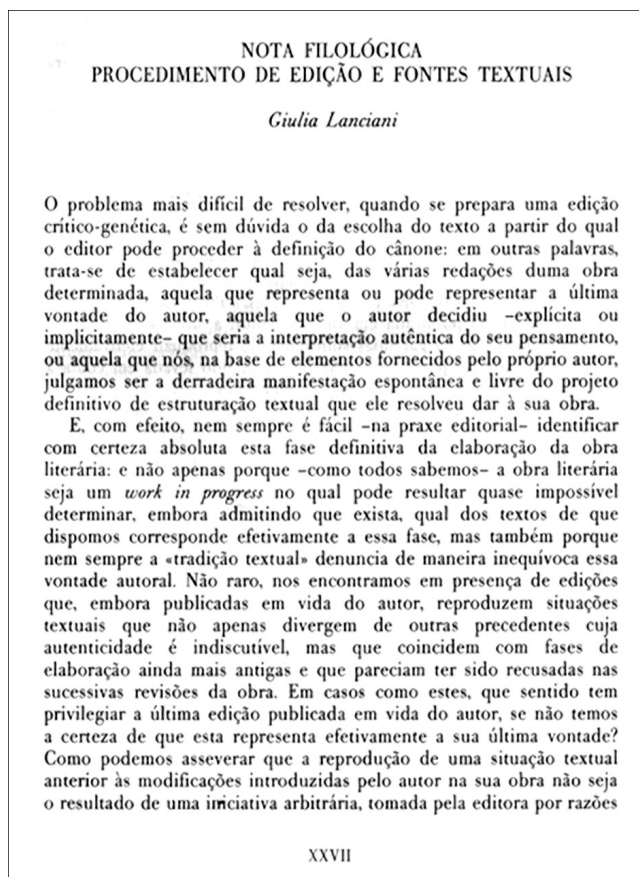 NOTA FILOLÓGICA
PROCEDIMENTO DE EDIÇÃO E FONTES TEXTUAIS
Giulia Lanciani
O problema mais difícil de resolver, quando se prepara uma edição
crítico-genética, é sem dúvida o da escolha do texto a partir do qual
o editor pode proceder à definição do cânone: em outras palavras,
trata-se de estabelecer qual seja, das várias redações duma obra
determinada, aquela que representa ou pode representar a última
vontade do autor, aquela que o autor decidiu –explícita ou
implicitamente– que seria a interpretação autêntica do seu pensamento,
ou aquela que nós, na base de elementos fornecidos pelo próprio autor,
julgamos ser a derradeira manifestação espontânea e livre do projeto
definitivo de estruturação textual que ele resolveu dar à sua obra.
E, com efeito, nem sempre é fácil –na praxe editorial– identificar
com certeza absoluta esta fase definitiva da elaboração da obra
literária: e não apenas porque –como todos sabemos– a obra literária
seja um work in progress no qual pode resultar quase impossível
determinar, embora admitindo que exista, qual dos textos de que
dispomos corresponde efetivamente a essa fase, mas também porque
nem sempre a «tradição textual» denuncia de maneira inequívoca essa
vontade autoral. Não raro, nos encontramos em presença de edições
que, embora publicadas em vida do autor, reproduzem situações
textuais que não apenas divergem de outras precedentes cuja
autenticidade é indiscutível, mas que coincidem com fases de
elaboração ainda mais antigas e que pareciam ter sido recusadas nas
sucessivas revisões da obra. Em casos como estes, que sentido tem
privilegiar a última edição publicada em vida do autor, se não temos
a certeza de que esta representa efetivamente a sua última vontade?
Como podemos asseverar que a reprodução de uma situação textual
anterior às modificações introduzidas pelo autor na sua obra não seja
o resultado de uma iniciativa arbitrária, tomada pela editora por razões
XXVII